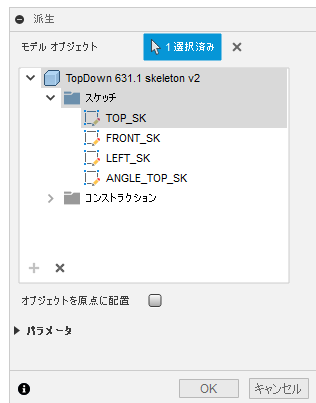 派生
モデル オブジェクト
1 選択済み
TopDown 631.1 skeleton v2
スケッチ
TOP_SK
FRONT_SK
LEFT_SK
ANGLE_TOP_SK
コンストラクション
オブジェクトを原点に配置
パラメータ
OK
キャンセル